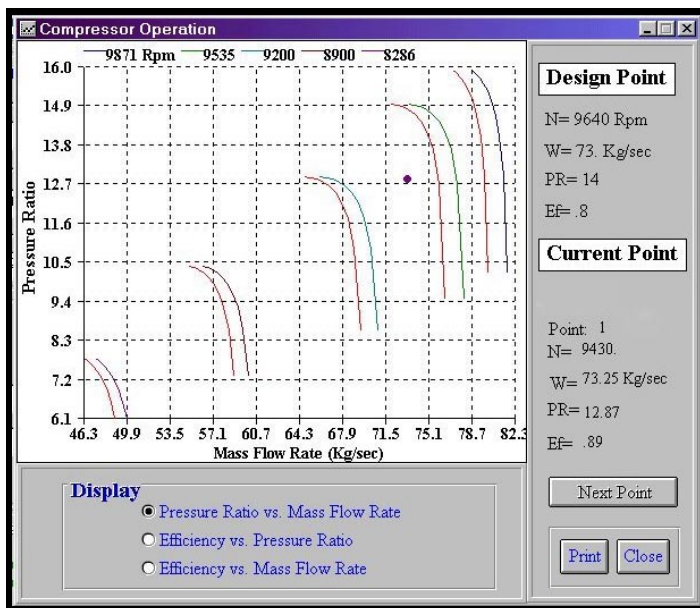 Compressor Operation
9871 Rpm 9535 9200 8900 8286
16.0
14.9
13.8
12.7
11.6
10.5
9.4
8.3
7.2
6.1
Pressure Ratio
46.3 49.9 53.5 57.1 60.7 64.3 67.9 71.5 75.1 78.7 82.3
Mass Flow Rate (Kg/sec)
Design Point
N= 9640 Rpm
W= 73. Kg/sec
PR= 14
Ef= .8
Current Point
Point: 1
N= 9430.
W= 73.25 Kg/sec
PR= 12.87
Ef= .89
Next Point
Print Close
Display
Pressure Ratio vs. Mass Flow Rate
Efficiency vs. Pressure Ratio
Efficiency vs. Mass Flow Rate